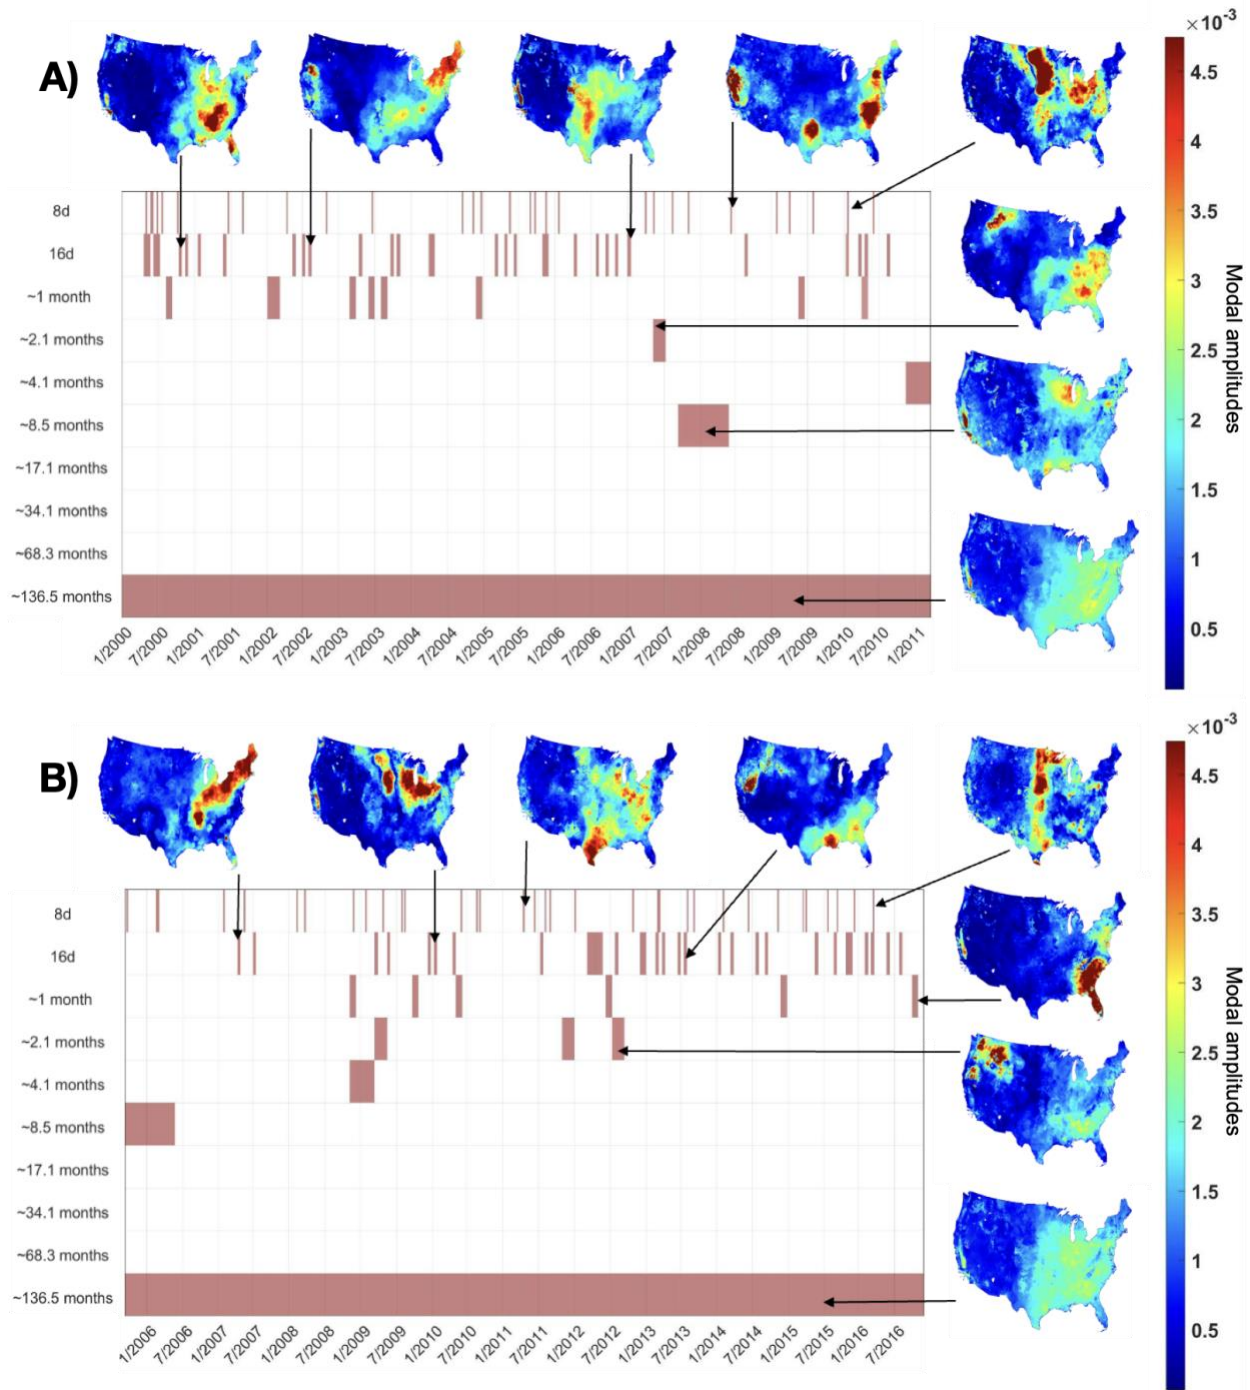 A)
×10⁻³
4.5
4
3.5
3
2.5
2
1.5
1
0.5
Modal amplitudes
8d
16d
~1 month
~2.1 months
~4.1 months
~8.5 months
~17.1 months
~34.1 months
~68.3 months
~136.5 months
1/2000
7/2000
1/2001
7/2001
1/2002
7/2002
1/2003
7/2003
1/2004
7/2004
1/2005
7/2005
1/2006
7/2006
1/2007
7/2007
1/2008
7/2008
1/2009
7/2009
1/2010
7/2010
1/2011
B)
×10⁻³
4.5
4
3.5
3
2.5
2
1.5
1
0.5
Modal amplitudes
8d
16d
~1 month
~2.1 months
~4.1 months
~8.5 months
~17.1 months
~34.1 months
~68.3 months
~136.5 months
1/2006
7/2006
1/2007
7/2007
1/2008
7/2008
1/2009
7/2009
1/2010
7/2010
1/2011
7/2011
1/2012
7/2012
1/2013
7/2013
1/2014
7/2014
1/2015
7/2015
1/2016
7/2016